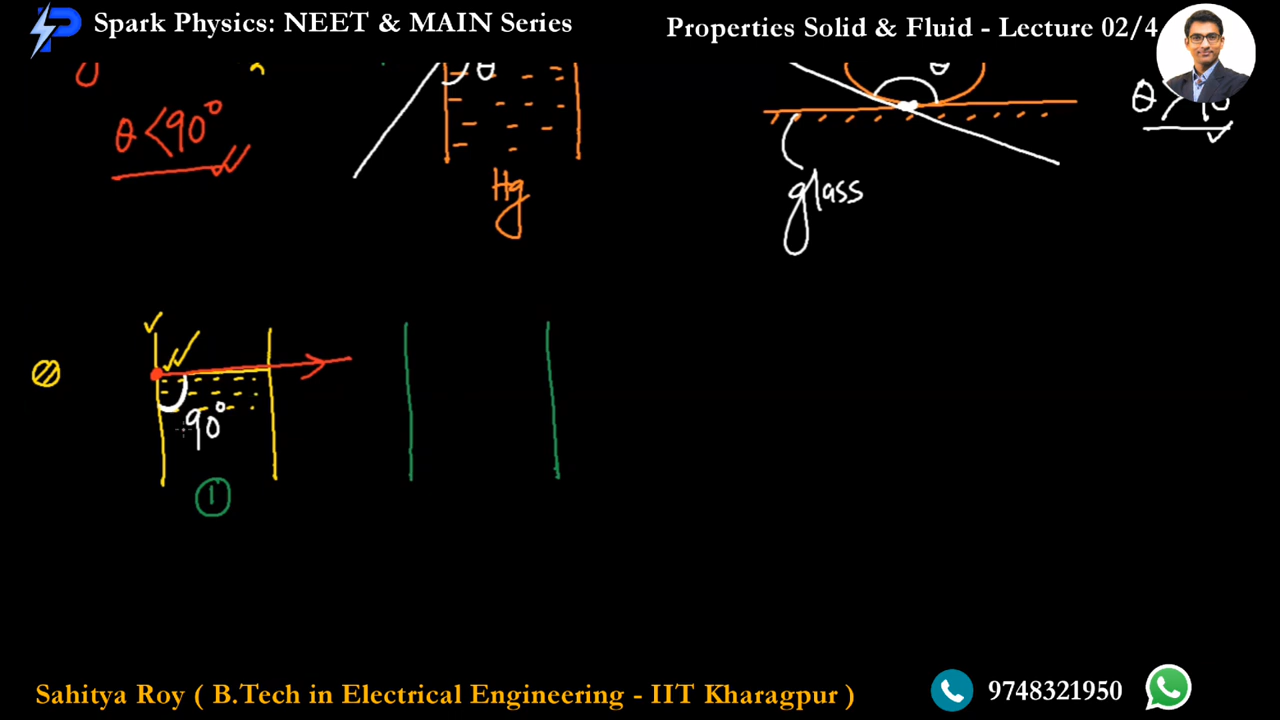 Spark Physics: NEET & MAIN Series
Properties Solid & Fluid - Lecture 02/4
θ
θ
θ<90°
Hg
glass
90°
1
Sahitya Roy ( B.Tech in Electrical Engineering - IIT Kharagpur )
9748321950